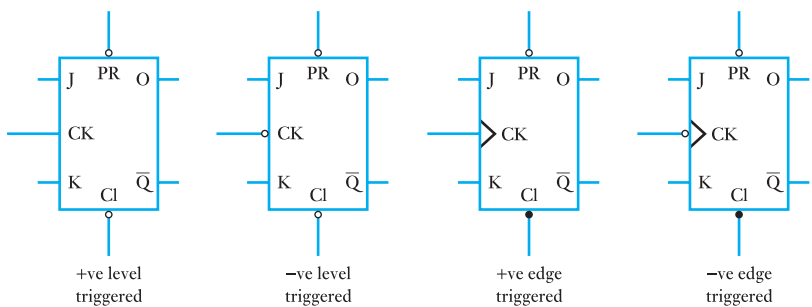 PR
J O
CK
K Q̅
Cl
+ve level
triggered
PR
J O
CK
K Q̅
Cl
−ve level
triggered
PR
J O
CK
K Q̅
Cl
+ve edge
triggered
PR
J O
CK
K Q̅
Cl
−ve edge
triggered